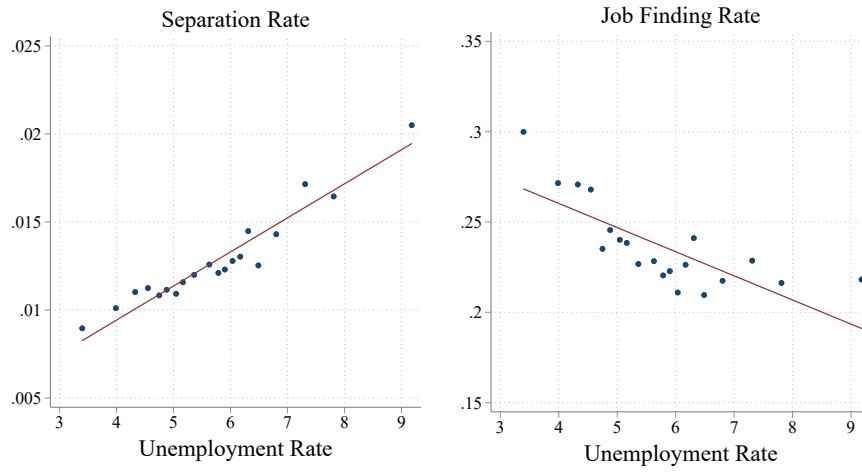 Separation Rate
.025
.02
.015
.01
.005
3 4 5 6 7 8 9
Unemployment Rate
Job Finding Rate
.35
.3
.25
.2
.15
3 4 5 6 7 8 9
Unemployment Rate